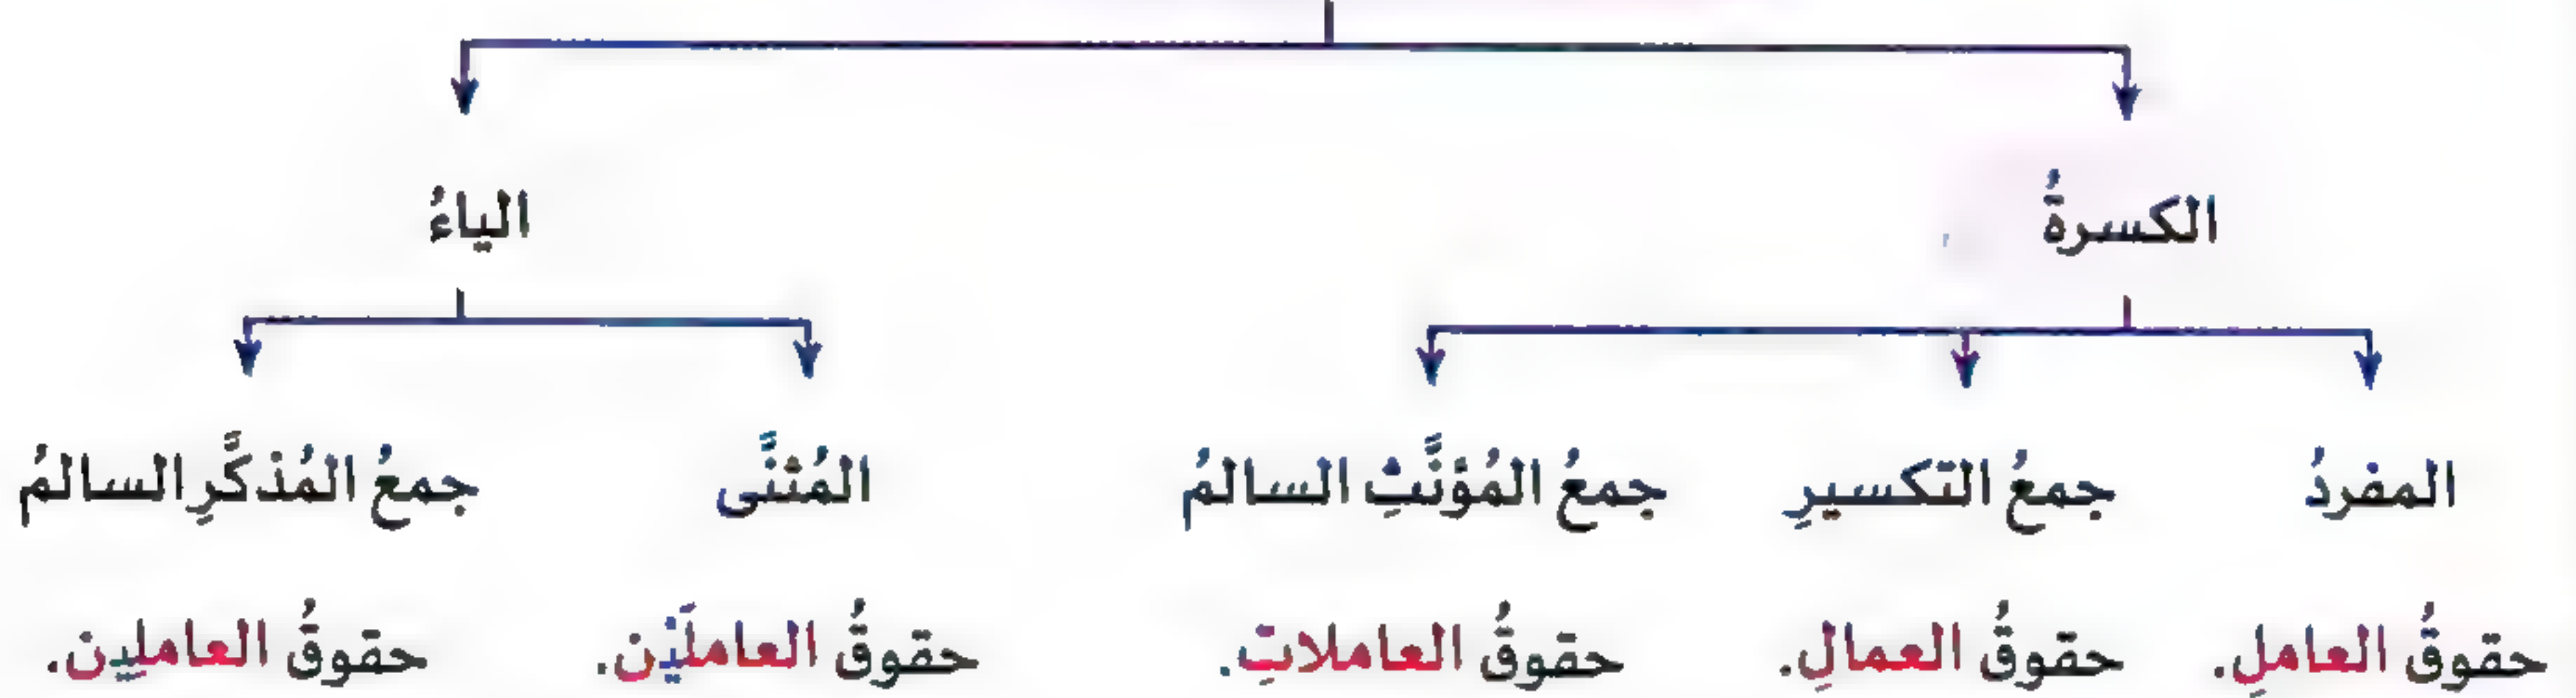 الكسرةُ الياءُ
المفردُ جمعُ التكسيرِ جمعُ المُؤنَّثِ السالمُ المُثنَّى جمعُ المُذكَّرِ السالمُ
حقوقُ العاملِ. حقوقُ العمالِ. حقوقُ العاملاتِ. حقوقُ العاملَيْن. حقوقُ العاملِين.